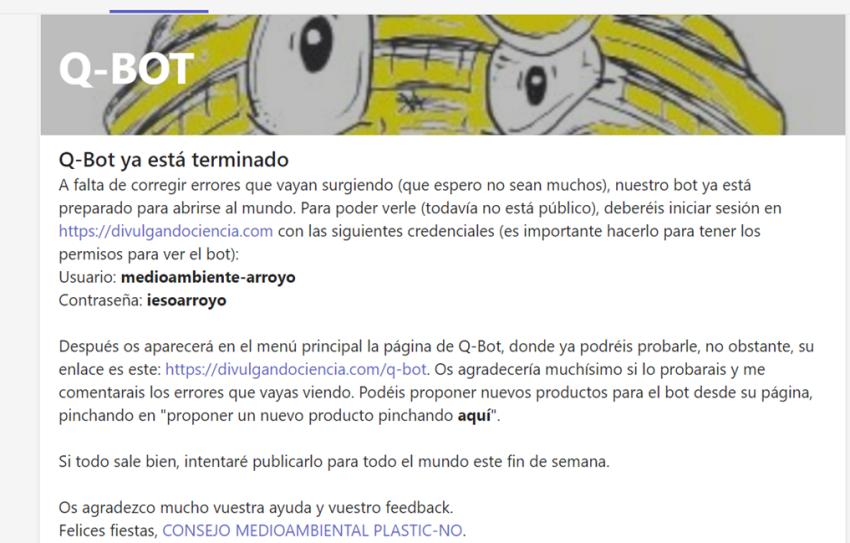 Q-BOT
Q-Bot ya está terminado
A falta de corregir errores que vayan surgiendo (que espero no sean muchos), nuestro bot ya está
preparado para abrirse al mundo. Para poder verle (todavía no está público), deberéis iniciar sesión en
https://divulgandociencia.com con las siguientes credenciales (es importante hacerlo para tener los
permisos para ver el bot):
Usuario: medioambiente-arroyo
Contraseña: iesoarroyo
Después os aparecerá en el menú principal la página de Q-Bot, donde ya podréis probarle, no obstante, su
enlace es este: https://divulgandociencia.com/q-bot. Os agradecería muchísimo si lo probarais y me
comentarais los errores que vayas viendo. Podéis proponer nuevos productos para el bot desde su página,
pinchando en "proponer un nuevo producto pinchando aquí".
Si todo sale bien, intentaré publicarlo para todo el mundo este fin de semana.
Os agradezco mucho vuestra ayuda y vuestro feedback.
Felices fiestas, CONSEJO MEDIOAMBIENTAL PLASTIC-NO.